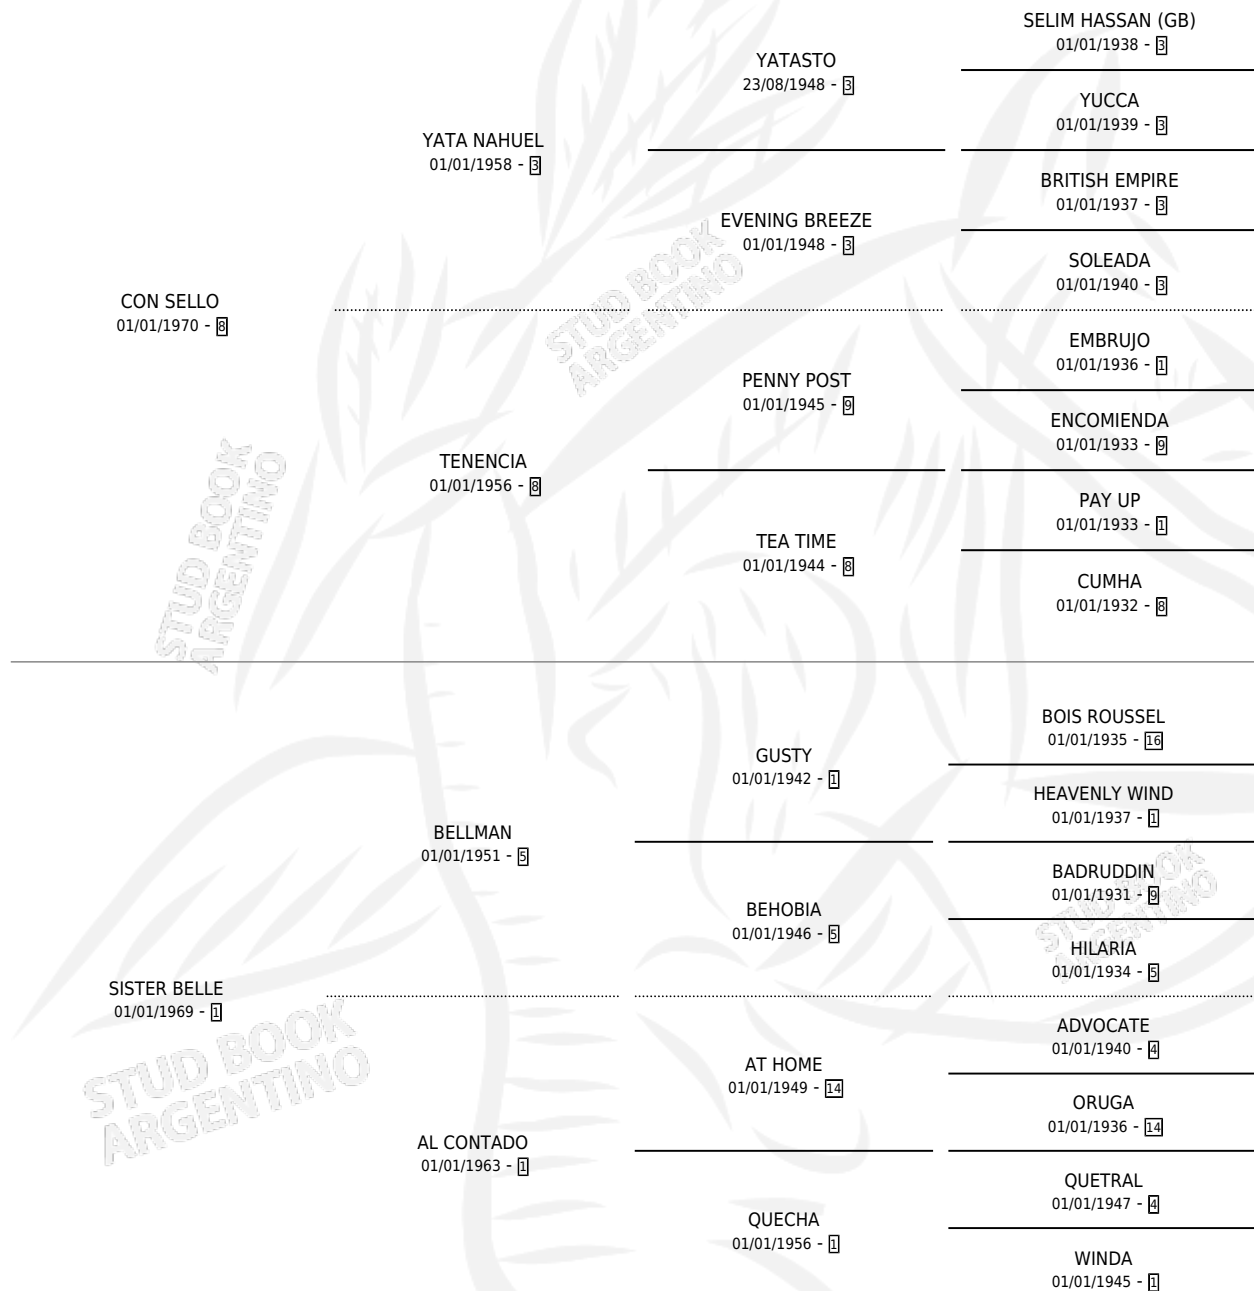 SELIM HASSAN (GB)
01/01/1938 - 3
YATASTO
23/08/1948 - 3
YUCCA
01/01/1939 - 3
YATA NAHUEL
01/01/1958 - 3
BRITISH EMPIRE
01/01/1937 - 3
EVENING BREEZE
01/01/1948 - 3
SOLEADA
01/01/1940 - 3
CON SELLO
01/01/1970 - 8
EMBRUJO
01/01/1936 - 1
PENNY POST
01/01/1945 - 9
ENCOMIENDA
01/01/1933 - 9
TENENCIA
01/01/1956 - 8
PAY UP
01/01/1933 - 1
TEA TIME
01/01/1944 - 8
CUMHA
01/01/1932 - 8
STUD BOOK
ARGENTINO
STUD BOOK
ARGENTINO
BOIS ROUSSEL
01/01/1935 - 16
GUSTY
01/01/1942 - 1
HEAVENLY WIND
01/01/1937 - 1
BELLMAN
01/01/1951 - 5
BADRUDDIN
01/01/1931 - 9
BEHOBIA
01/01/1946 - 5
HILARIA
01/01/1934 - 5
SISTER BELLE
01/01/1969 - 1
ADVOCATE
01/01/1940 - 4
AT HOME
01/01/1949 - 14
ORUGA
01/01/1936 - 14
AL CONTADO
01/01/1963 - 1
QUETRAL
01/01/1947 - 4
QUECHA
01/01/1956 - 1
WINDA
01/01/1945 - 1
STUD BOOK
ARGENTINO
STUD BOOK
ARGENTINO